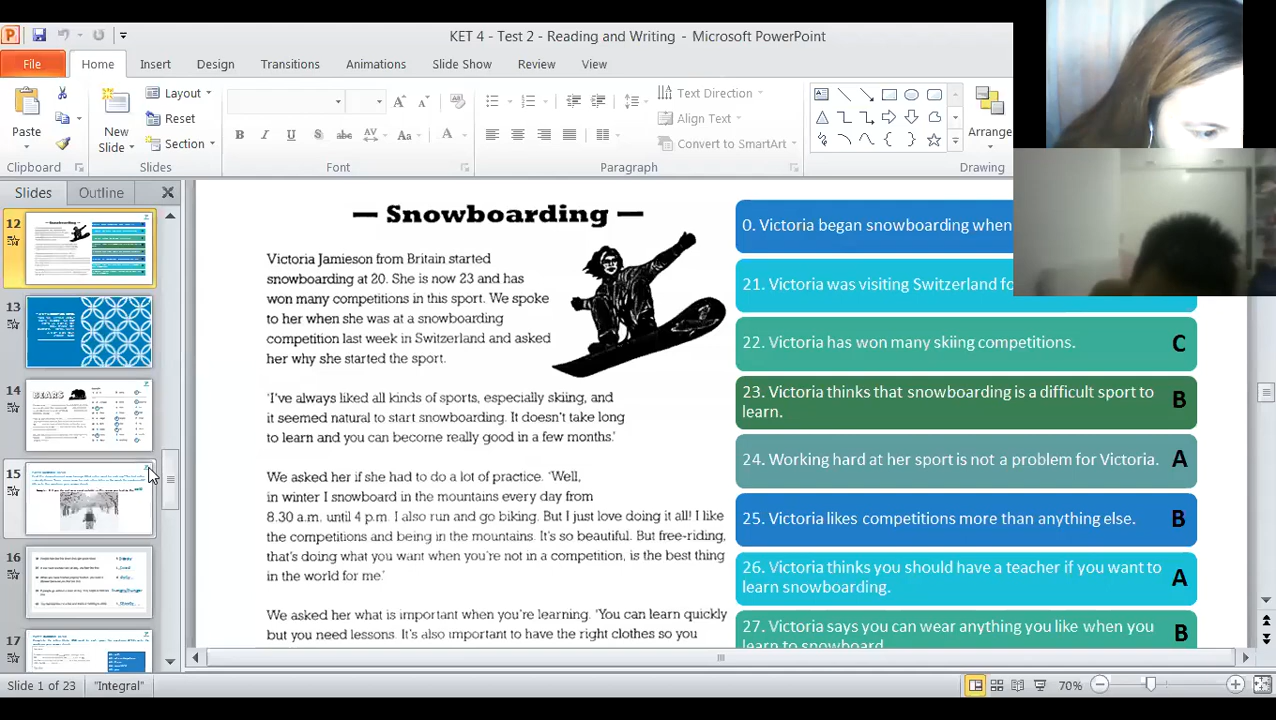 KET 4 - Test 2 - Reading and Writing - Microsoft PowerPoint
File Home Insert Design Transitions Animations Slide Show Review View
Paste
Clipboard
New Slide
Layout
Reset
Section
Slides
B I U S abc AV Aa A
Font
Text Direction
Align Text
Convert to SmartArt
Paragraph
Arrange
Drawing
Slides Outline
12
13
14
BEARS
15
16
17
— Snowboarding —
Victoria Jamieson from Britain started
snowboarding at 20. She is now 23 and has
won many competitions in this sport. We spoke
to her when she was at a snowboarding
competition last week in Switzerland and asked
her why she started the sport.
'I've always liked all kinds of sports, especially skiing, and
it seemed natural to start snowboarding. It doesn't take long
to learn and you can become really good in a few months.'
We asked her if she had to do a lot of practice. 'Well,
in winter I snowboard in the mountains every day from
8.30 a.m. until 4 p.m. I also run and go biking. But I just love doing it all! I like
the competitions and being in the mountains. It's so beautiful. But free-riding,
that's doing what you want when you're not in a competition, is the best thing
in the world for me.'
We asked her what is important when you're learning. 'You can learn quickly
but you need lessons. It's also important to have the right clothes so you
0. Victoria began snowboarding when
21. Victoria was visiting Switzerland fo
22. Victoria has won many skiing competitions. C
23. Victoria thinks that snowboarding is a difficult sport to
learn. B
24. Working hard at her sport is not a problem for Victoria. A
25. Victoria likes competitions more than anything else. B
26. Victoria thinks you should have a teacher if you want to
learn snowboarding. A
27. Victoria says you can wear anything you like when you
learn to snowboard. B
Slide 1 of 23 "Integral" 70%